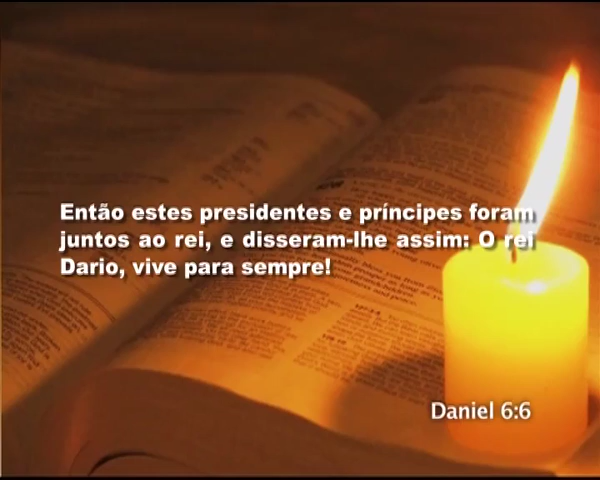 Então estes presidentes e príncipes foram
juntos ao rei, e disseram-lhe assim: O rei
Dario, vive para sempre!
Daniel 6:6